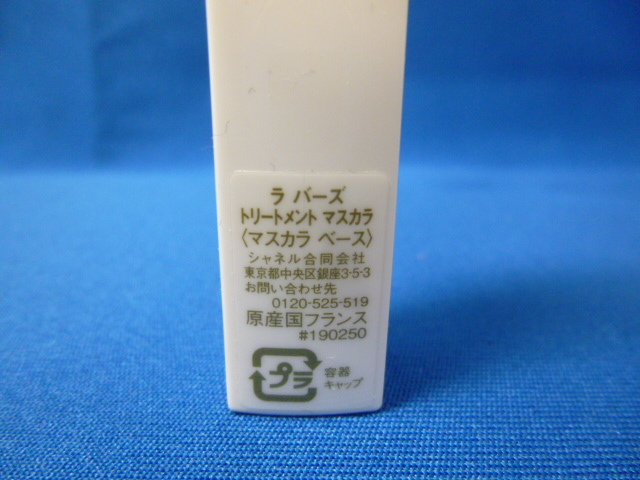 ラ バーズ
トリートメント マスカラ
〈マスカラ ベース〉
シャネル合同会社
東京都中央区銀座3-5-3
お問い合わせ先
0120-525-519
原産国フランス
#190250
プラ
容器
キャップ